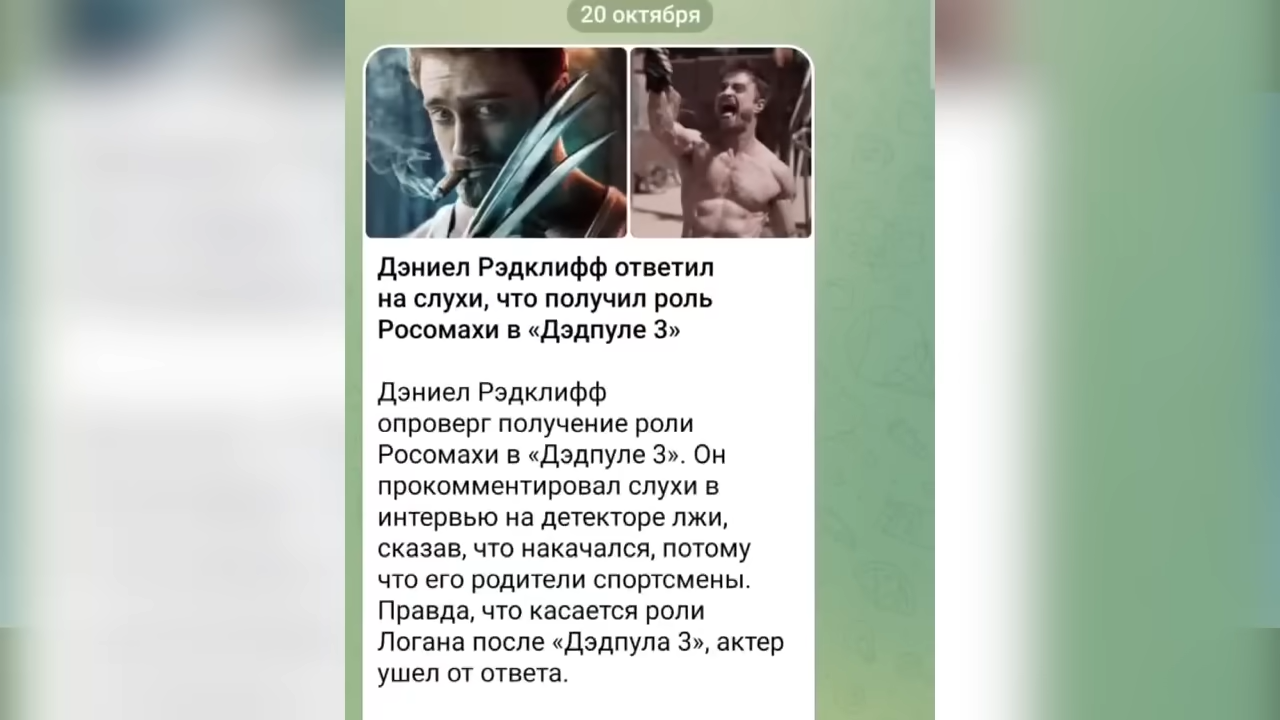 20 октября
Дэниел Рэдклифф ответил
на слухи, что получил роль
Росомахи в «Дэдпуле 3»
Дэниел Рэдклифф
опроверг получение роли
Росомахи в «Дэдпуле 3». Он
прокомментировал слухи в
интервью на детекторе лжи,
сказав, что накачался, потому
что его родители спортсмены.
Правда, что касается роли
Логана после «Дэдпула 3», актер
ушел от ответа.